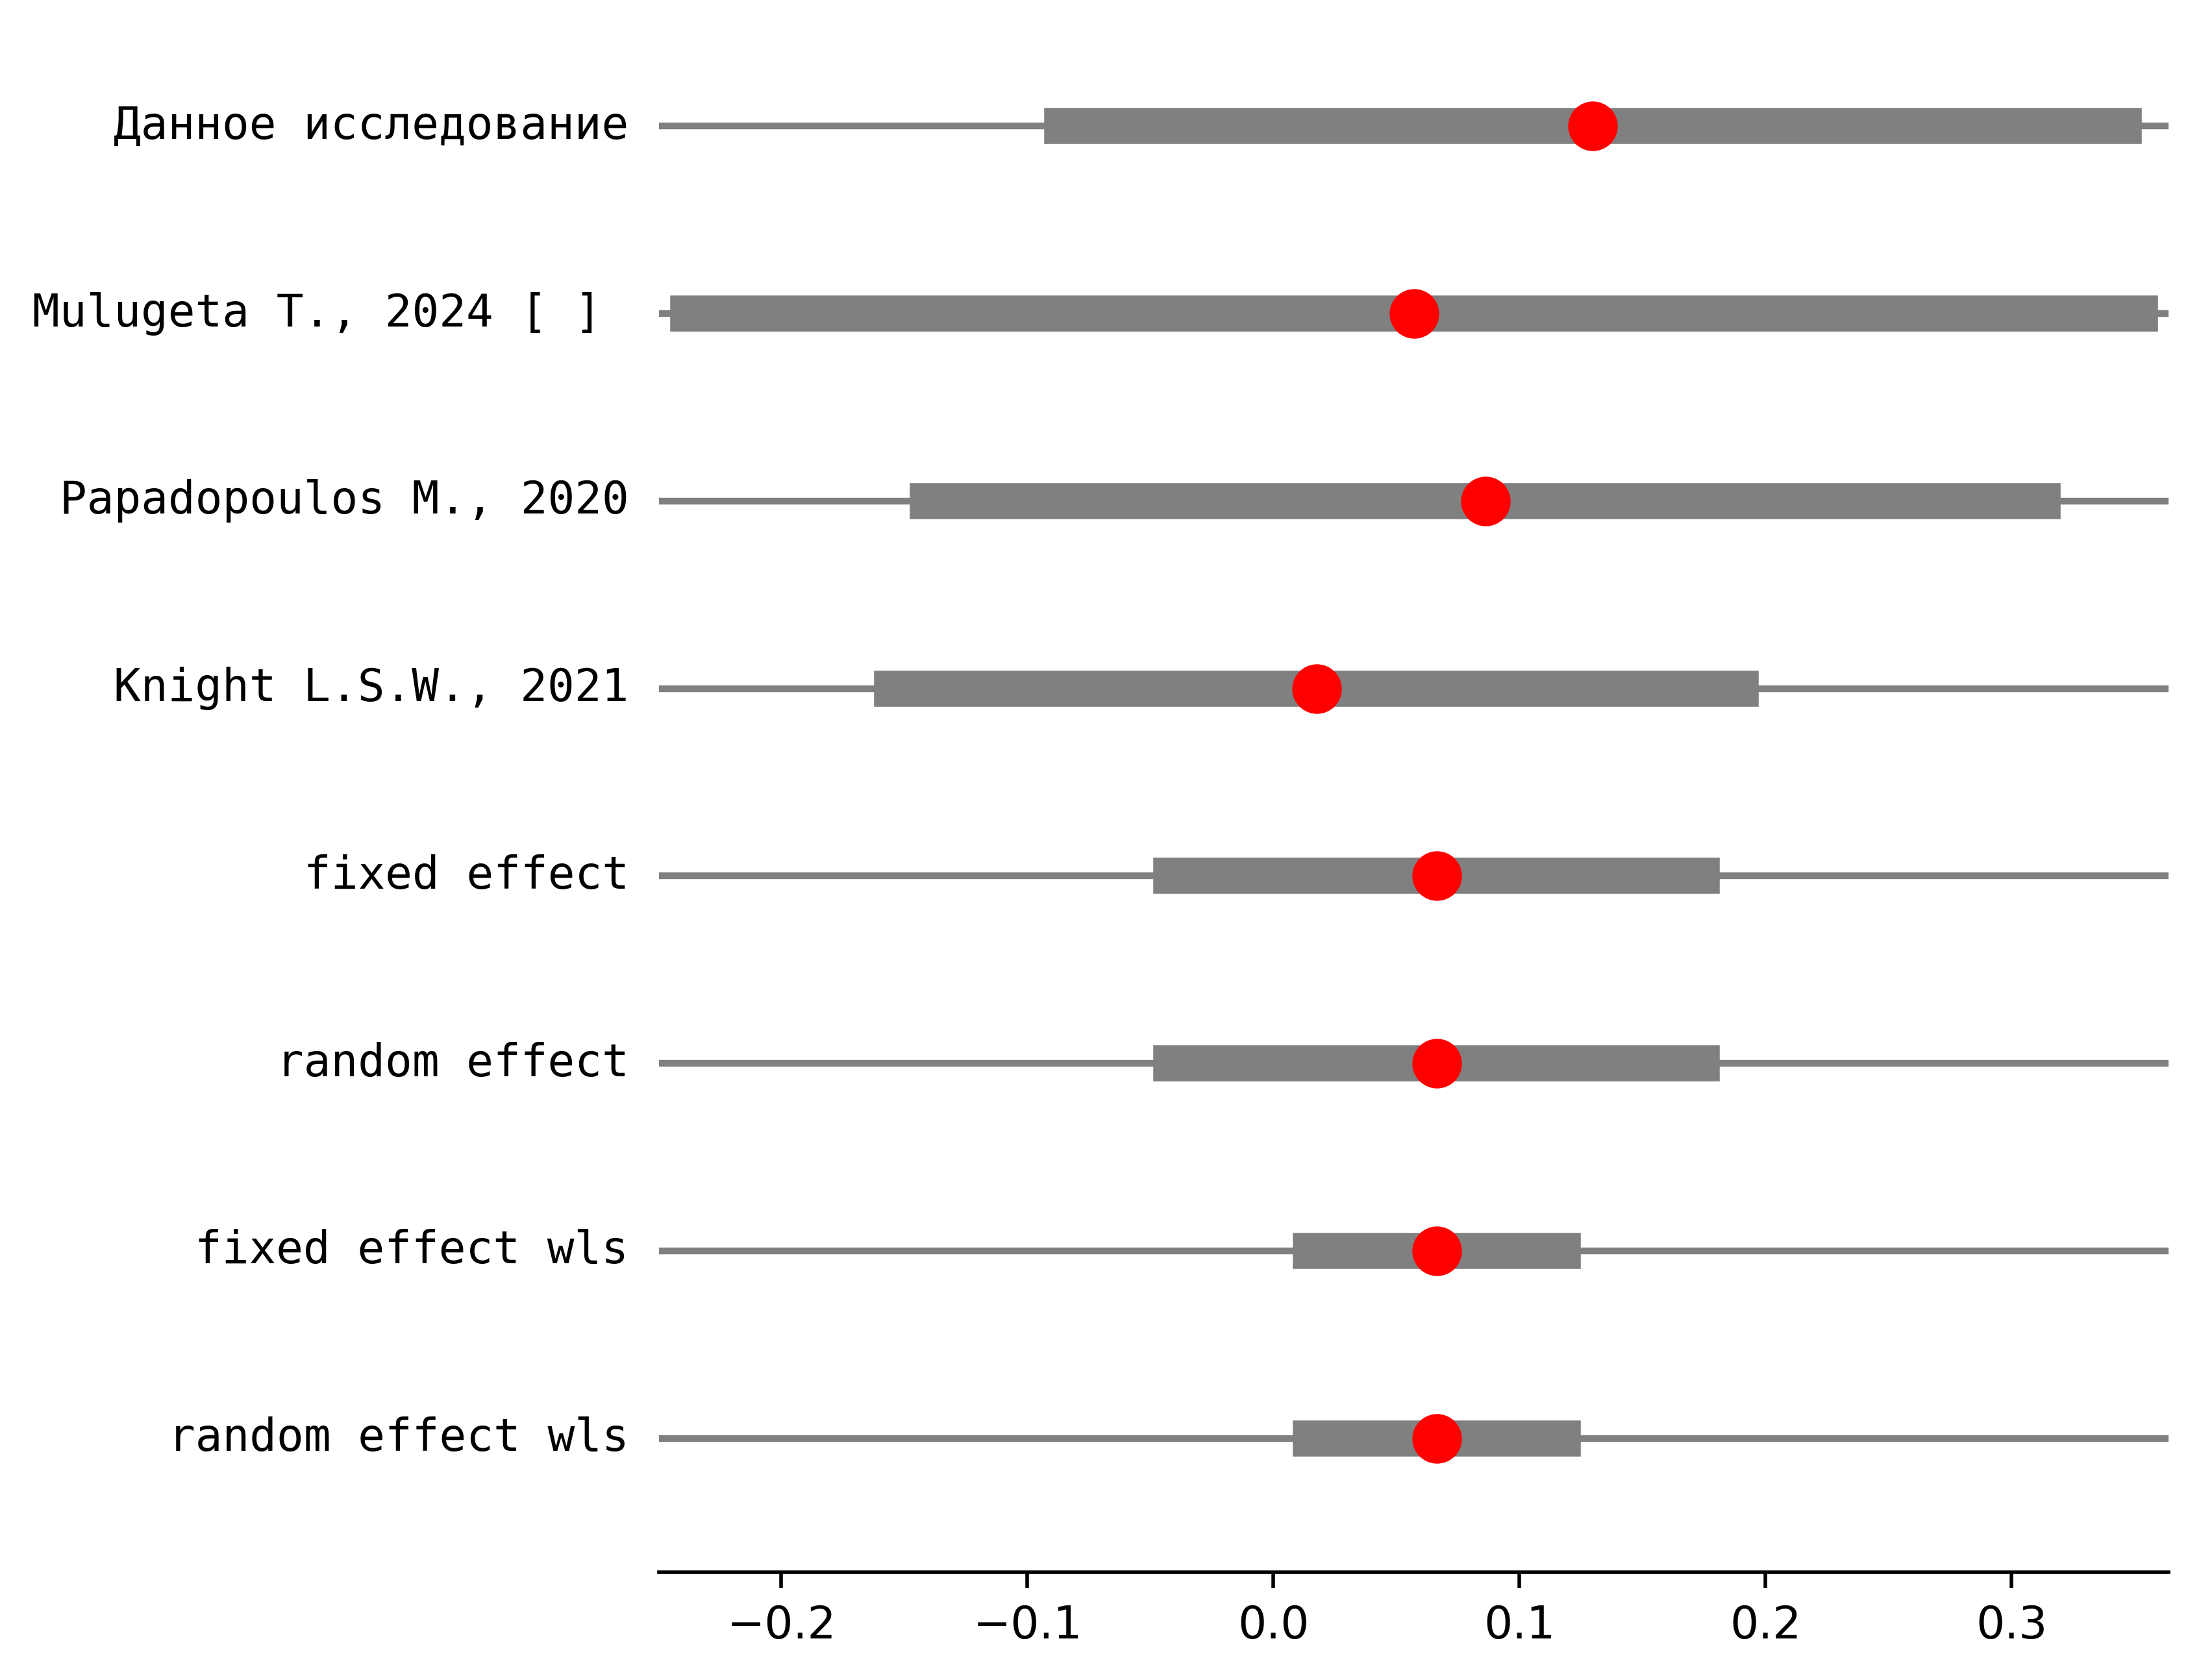 Данное исследование
Mulugeta T., 2024 [ ]
Papadopoulos M., 2020
Knight L.S.W., 2021
fixed effect
random effect
fixed effect wls
random effect wls
−0.2 −0.1 0.0 0.1 0.2 0.3